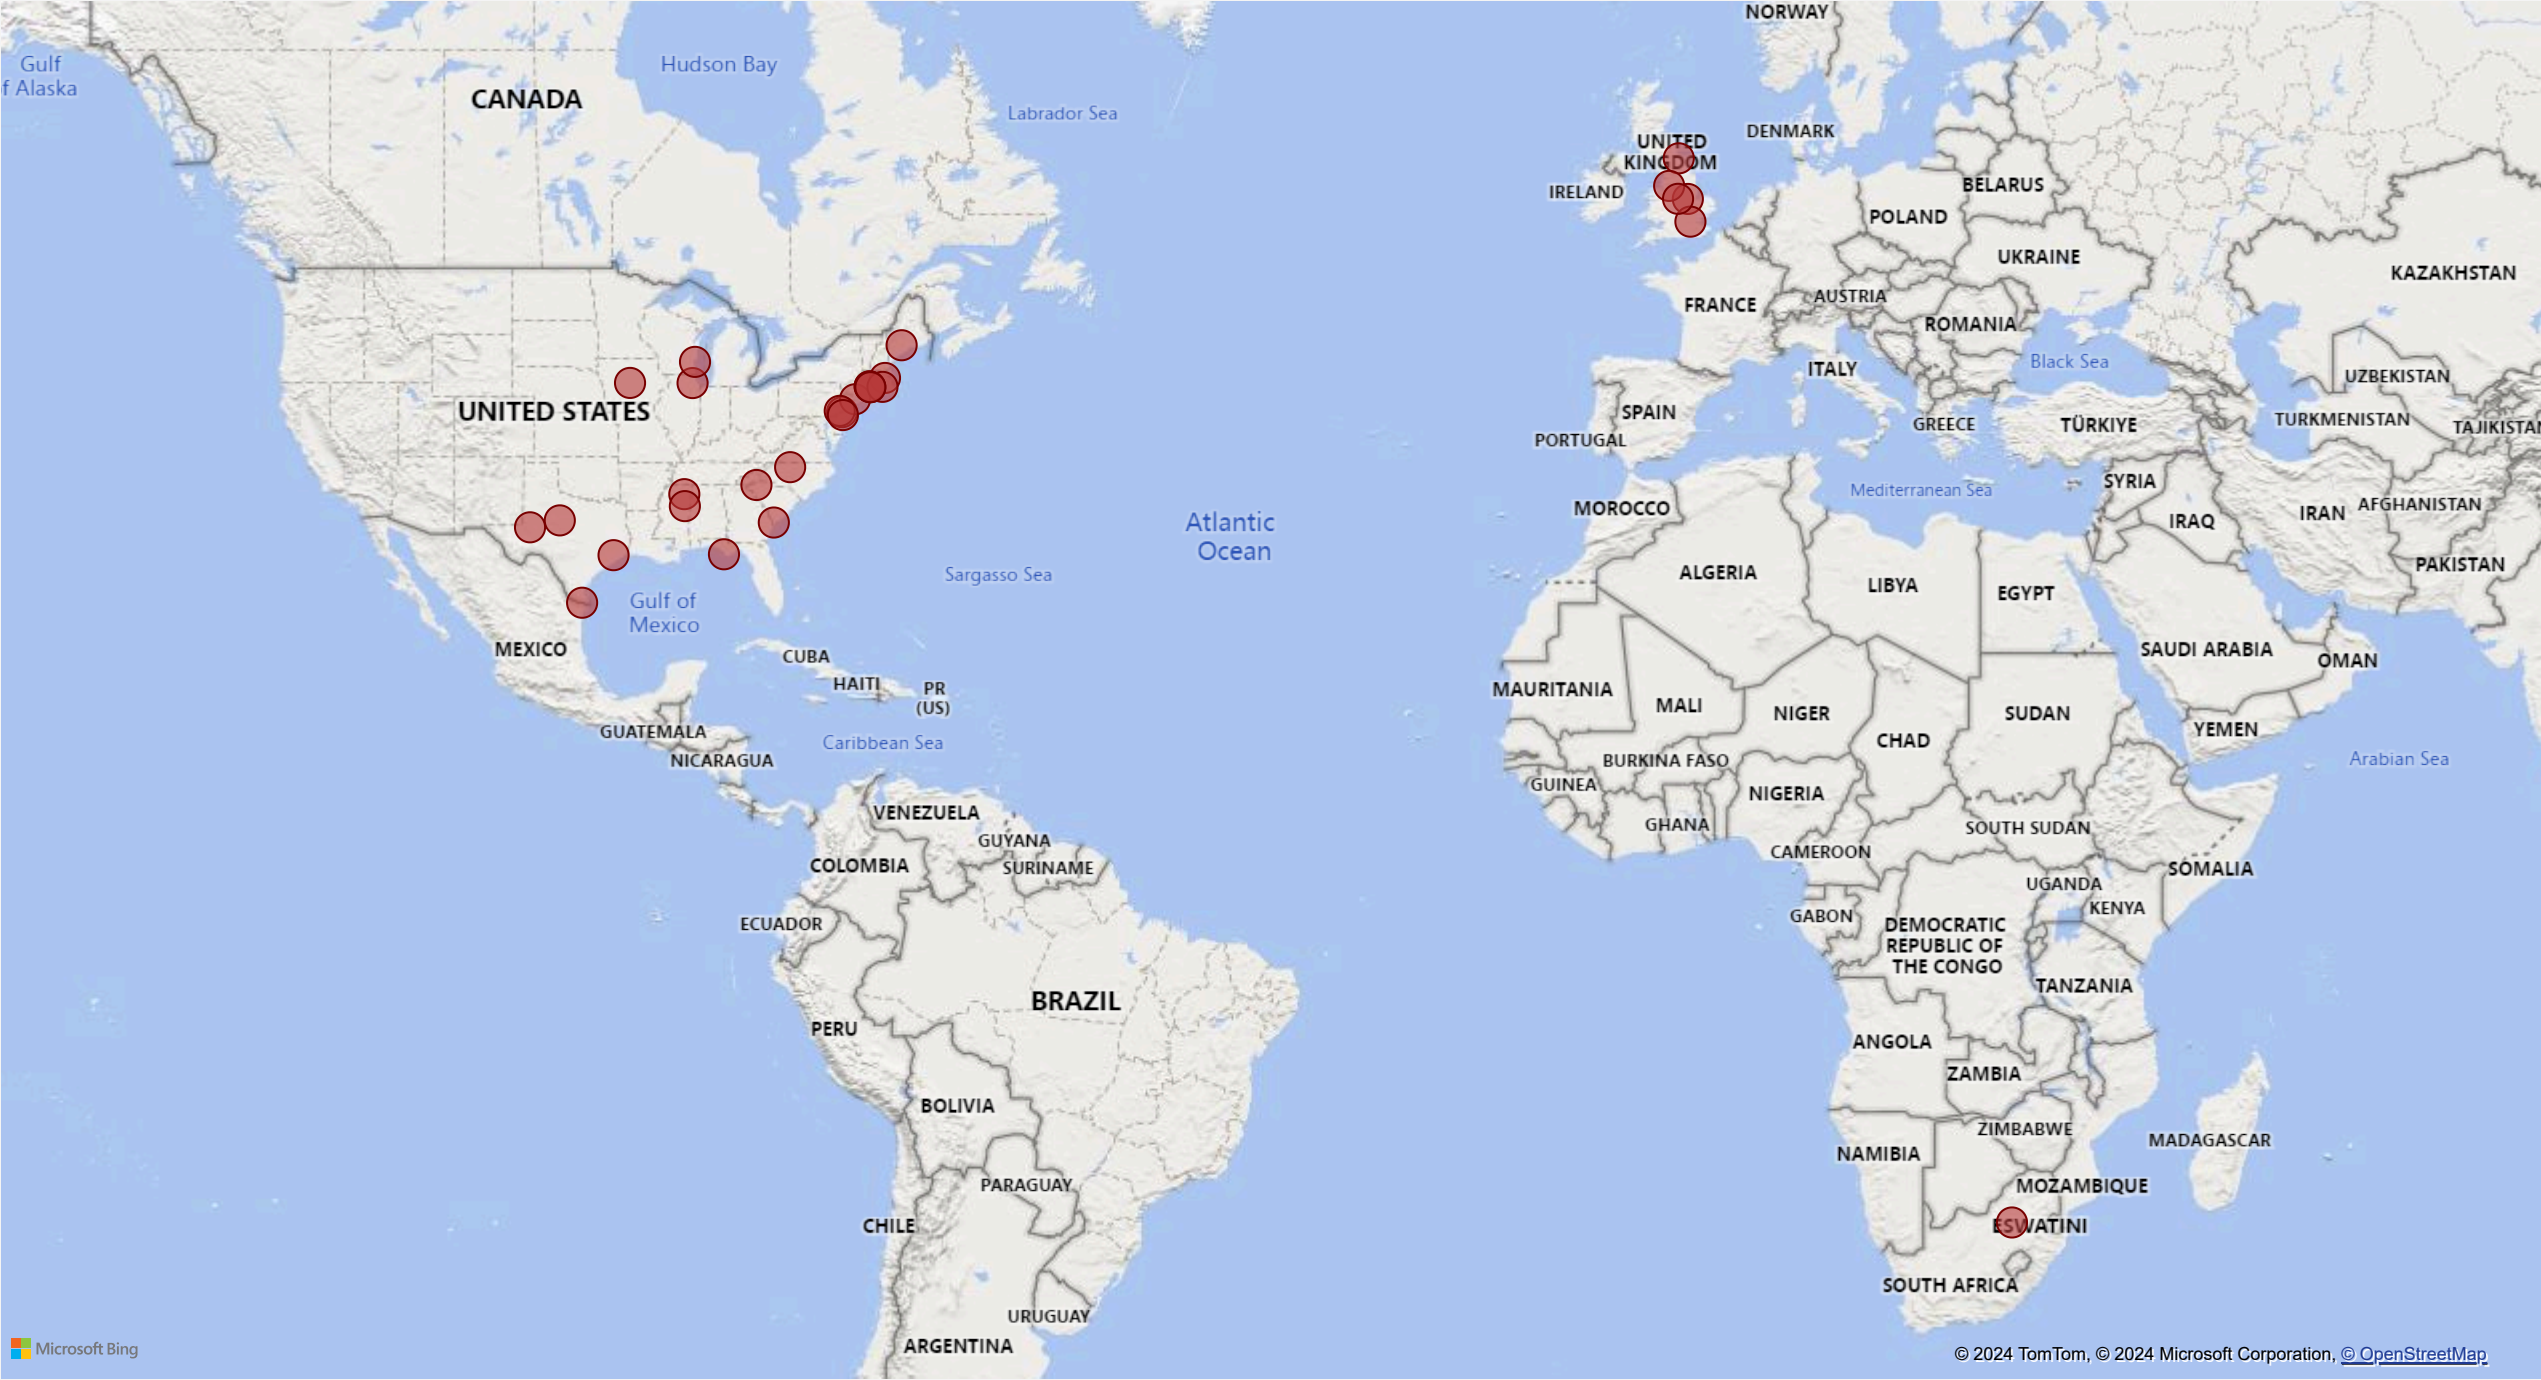 NORWAY
Gulf
of Alaska
Hudson Bay
CANADA
Labrador Sea
UNITED
KINGDOM
DENMARK
IRELAND
BELARUS
POLAND
UKRAINE
KAZAKHSTAN
FRANCE
AUSTRIA
ROMANIA
ITALY
Black Sea
UZBEKISTAN
UNITED STATES
SPAIN
PORTUGAL
GREECE
TÜRKIYE
TURKMENISTAN
TAJIKISTAN
Mediterranean Sea
SYRIA
MOROCCO
IRAQ
IRAN
AFGHANISTAN
Atlantic
Ocean
PAKISTAN
Sargasso Sea
ALGERIA
LIBYA
EGYPT
Gulf of
Mexico
MEXICO
CUBA
HAITI
PR
(US)
SAUDI ARABIA
OMAN
MAURITANIA
MALI
NIGER
SUDAN
CHAD
YEMEN
GUATEMALA
NICARAGUA
Caribbean Sea
BURKINA FASO
Arabian Sea
GUINEA
NIGERIA
VENEZUELA
GUYANA
SURINAME
COLOMBIA
GHANA
CAMEROON
SOUTH SUDAN
SOMALIA
UGANDA
KENYA
ECUADOR
GABON
DEMOCRATIC
REPUBLIC OF
THE CONGO
TANZANIA
BRAZIL
PERU
ANGOLA
ZAMBIA
BOLIVIA
ZIMBABWE
MADAGASCAR
NAMIBIA
PARAGUAY
MOZAMBIQUE
CHILE
ESWATINI
SOUTH AFRICA
URUGUAY
ARGENTINA
Microsoft Bing
© 2024 TomTom, © 2024 Microsoft Corporation, © OpenStreetMap